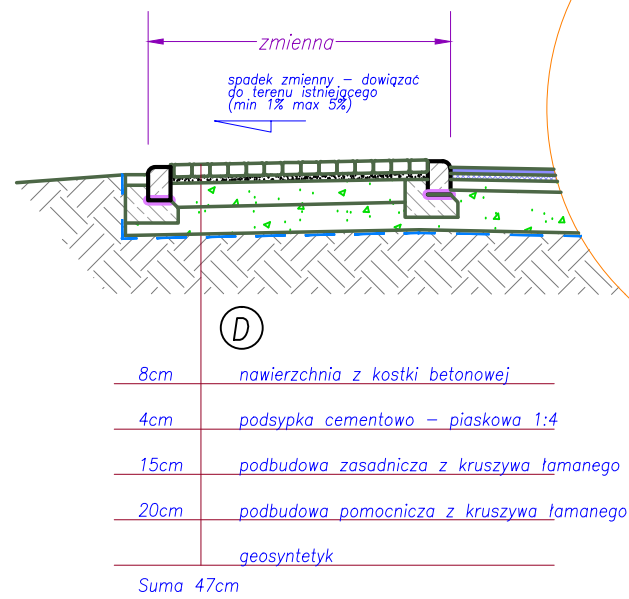 zmienna
spadek zmienny – dowiązać
do terenu istniejącego
(min 1% max 5%)
D
8cm nawierzchnia z kostki betonowej
4cm podsypka cementowo – piaskowa 1:4
15cm podbudowa zasadnicza z kruszywa łamanego
20cm podbudowa pomocnicza z kruszywa łamanego
geosyntetyk
Suma 47cm